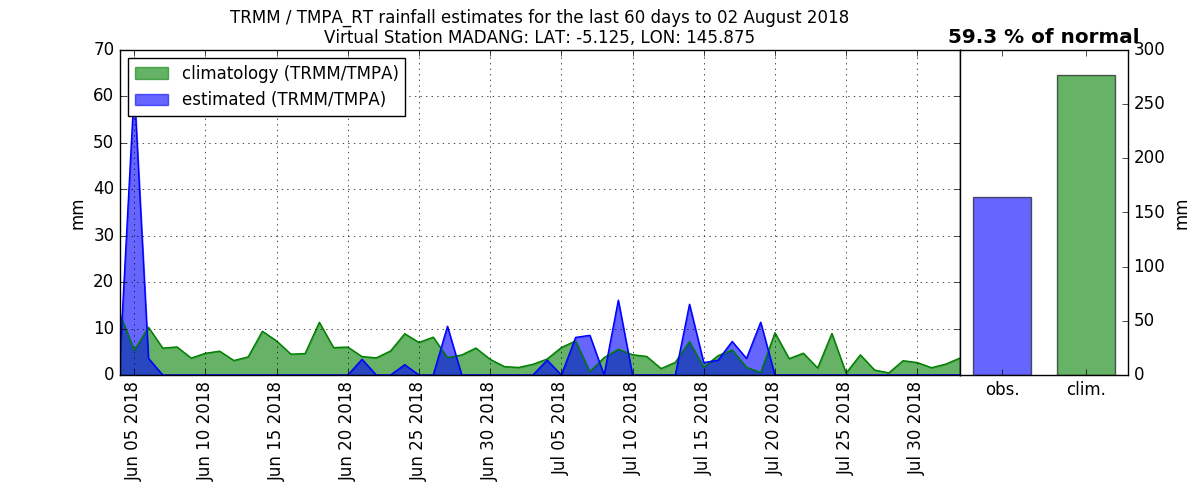 TRMM / TMPA_RT rainfall estimates for the last 60 days to 02 August 2018
Virtual Station MADANG: LAT: -5.125, LON: 145.875
59.3 % of normal
climatology (TRMM/TMPA)
estimated (TRMM/TMPA)
70
60
50
40
30
20
10
0
mm
Jun 05 2018
Jun 10 2018
Jun 15 2018
Jun 20 2018
Jun 25 2018
Jun 30 2018
Jul 05 2018
Jul 10 2018
Jul 15 2018
Jul 20 2018
Jul 25 2018
Jul 30 2018
300
250
200
150
100
50
0
mm
obs.
clim.